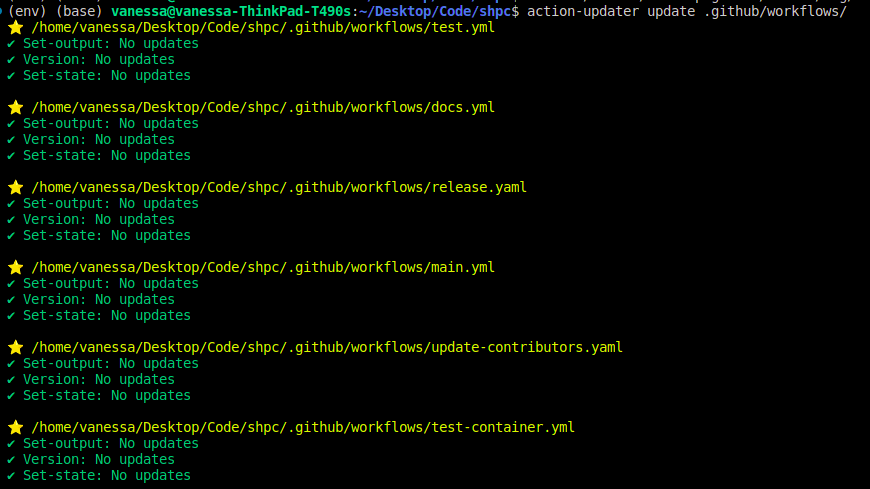 (env) (base) vanessa@vanessa-ThinkPad-T490s:~/Desktop/Code/shpc$ action-updater update .github/workflows/
⭐ /home/vanessa/Desktop/Code/shpc/.github/workflows/test.yml
✔ Set-output: No updates
✔ Version: No updates
✔ Set-state: No updates
⭐ /home/vanessa/Desktop/Code/shpc/.github/workflows/docs.yml
✔ Set-output: No updates
✔ Version: No updates
✔ Set-state: No updates
⭐ /home/vanessa/Desktop/Code/shpc/.github/workflows/release.yaml
✔ Set-output: No updates
✔ Version: No updates
✔ Set-state: No updates
⭐ /home/vanessa/Desktop/Code/shpc/.github/workflows/main.yml
✔ Set-output: No updates
✔ Version: No updates
✔ Set-state: No updates
⭐ /home/vanessa/Desktop/Code/shpc/.github/workflows/update-contributors.yaml
✔ Set-output: No updates
✔ Version: No updates
✔ Set-state: No updates
⭐ /home/vanessa/Desktop/Code/shpc/.github/workflows/test-container.yml
✔ Set-output: No updates
✔ Version: No updates
✔ Set-state: No updates